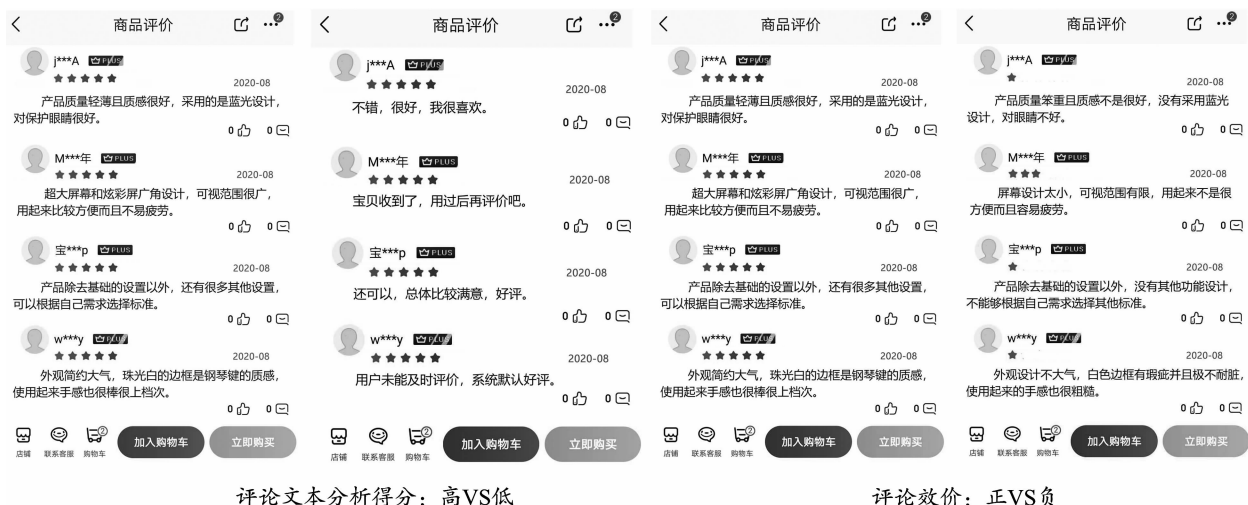 商品评价
2
j***A PLUS
2020-08
产品质量轻薄且质感很好，采用的是蓝光设计，
对保护眼睛很好。
0 0
M***年 PLUS
2020-08
超大屏幕和炫彩屏广角设计，可视范围很广，
用起来比较方便而且不易疲劳。
0 0
宝***p PLUS
2020-08
产品除去基础的设置以外，还有很多其他设置，
可以根据自己需求选择标准。
0 0
w***y PLUS
2020-08
外观简约大气，珠光白的边框是钢琴键的质感，
使用起来手感也很棒很上档次。
0 0
2
店铺 联系客服 购物车 加入购物车 立即购买
商品评价
2
j***A PLUS
2020-08
不错，很好，我很喜欢。
0 0
M***年 PLUS
2020-08
宝贝收到了，用过后再评价吧。
0 0
宝***p PLUS
2020-08
还可以，总体比较满意，好评。
0 0
w***y PLUS
2020-08
用户未能及时评价，系统默认好评。
0 0
2
店铺 联系客服 购物车 加入购物车 立即购买
评论文本分析得分：高VS低
商品评价
2
j***A PLUS
2020-08
产品质量轻薄且质感很好，采用的是蓝光设计，
对保护眼睛很好。
0 0
M***年 PLUS
2020-08
超大屏幕和炫彩屏广角设计，可视范围很广，
用起来比较方便而且不易疲劳。
0 0
宝***p PLUS
2020-08
产品除去基础的设置以外，还有很多其他设置，
可以根据自己需求选择标准。
0 0
w***y PLUS
2020-08
外观简约大气，珠光白的边框是钢琴键的质感，
使用起来手感也很棒很上档次。
0 0
2
店铺 联系客服 购物车 加入购物车 立即购买
商品评价
2
j***A PLUS
2020-08
产品质量笨重且质感不是很好，没有采用蓝光
设计，对眼睛不好。
0 0
M***年 PLUS
2020-08
屏幕设计太小，可视范围有限，用起来不是很
方便而且容易疲劳。
0 0
宝***p PLUS
2020-08
产品除去基础的设置以外，没有其他功能设计，
不能够根据自己需求选择其他标准。
0 0
w***y PLUS
2020-08
外观设计不大气，白色边框有瑕疵并且极不耐脏，
使用起来的手感也很粗糙。
0 0
2
店铺 联系客服 购物车 加入购物车 立即购买
评论效价：正VS负